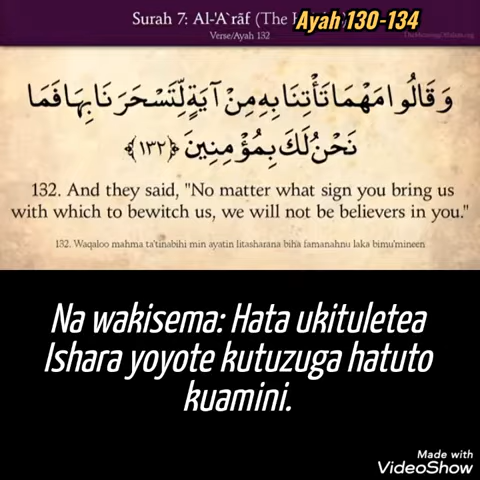 Surah 7: Al-'A`rāf (The
Ayah 130-134
Verse/Ayah 132
TheMeaningOfIslam.org
وَقَالُوا مَهْمَا تَأْتِنَا بِهِ مِنْ آيَةٍ لِّتَسْحَرَنَا بِهَا فَمَا
نَحْنُ لَكَ بِمُؤْمِنِينَ ﴿١٣٢﴾
132. And they said, "No matter what sign you bring us
with which to bewitch us, we will not be believers in you."
132. Waqaloo mahma ta'tinabihi min ayatin litasharana biha famanahnu laka bimu'mineen
Na wakisema: Hata ukituletea
Ishara yoyote kutuzuga hatuto
kuamini.
Made with
VideoShow